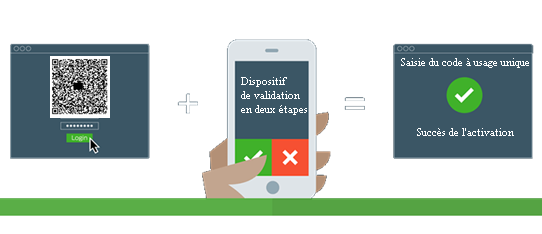 Login
Dispositif
de validation
en deux étapes
Saisie du code à usage unique
Succès de l'activation